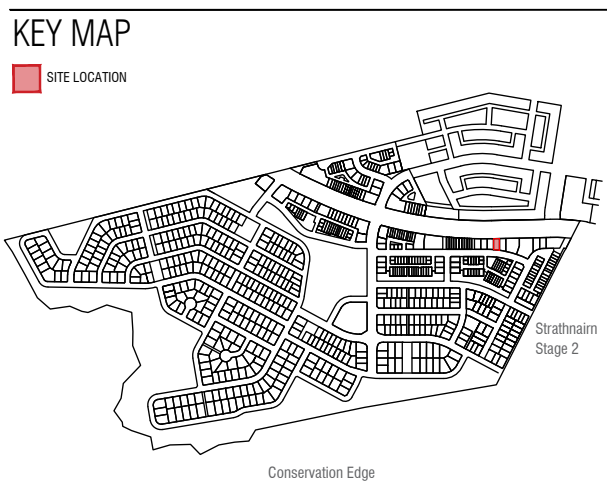 KEY MAP
SITE LOCATION
Strathnairn
Stage 2
Conservation Edge